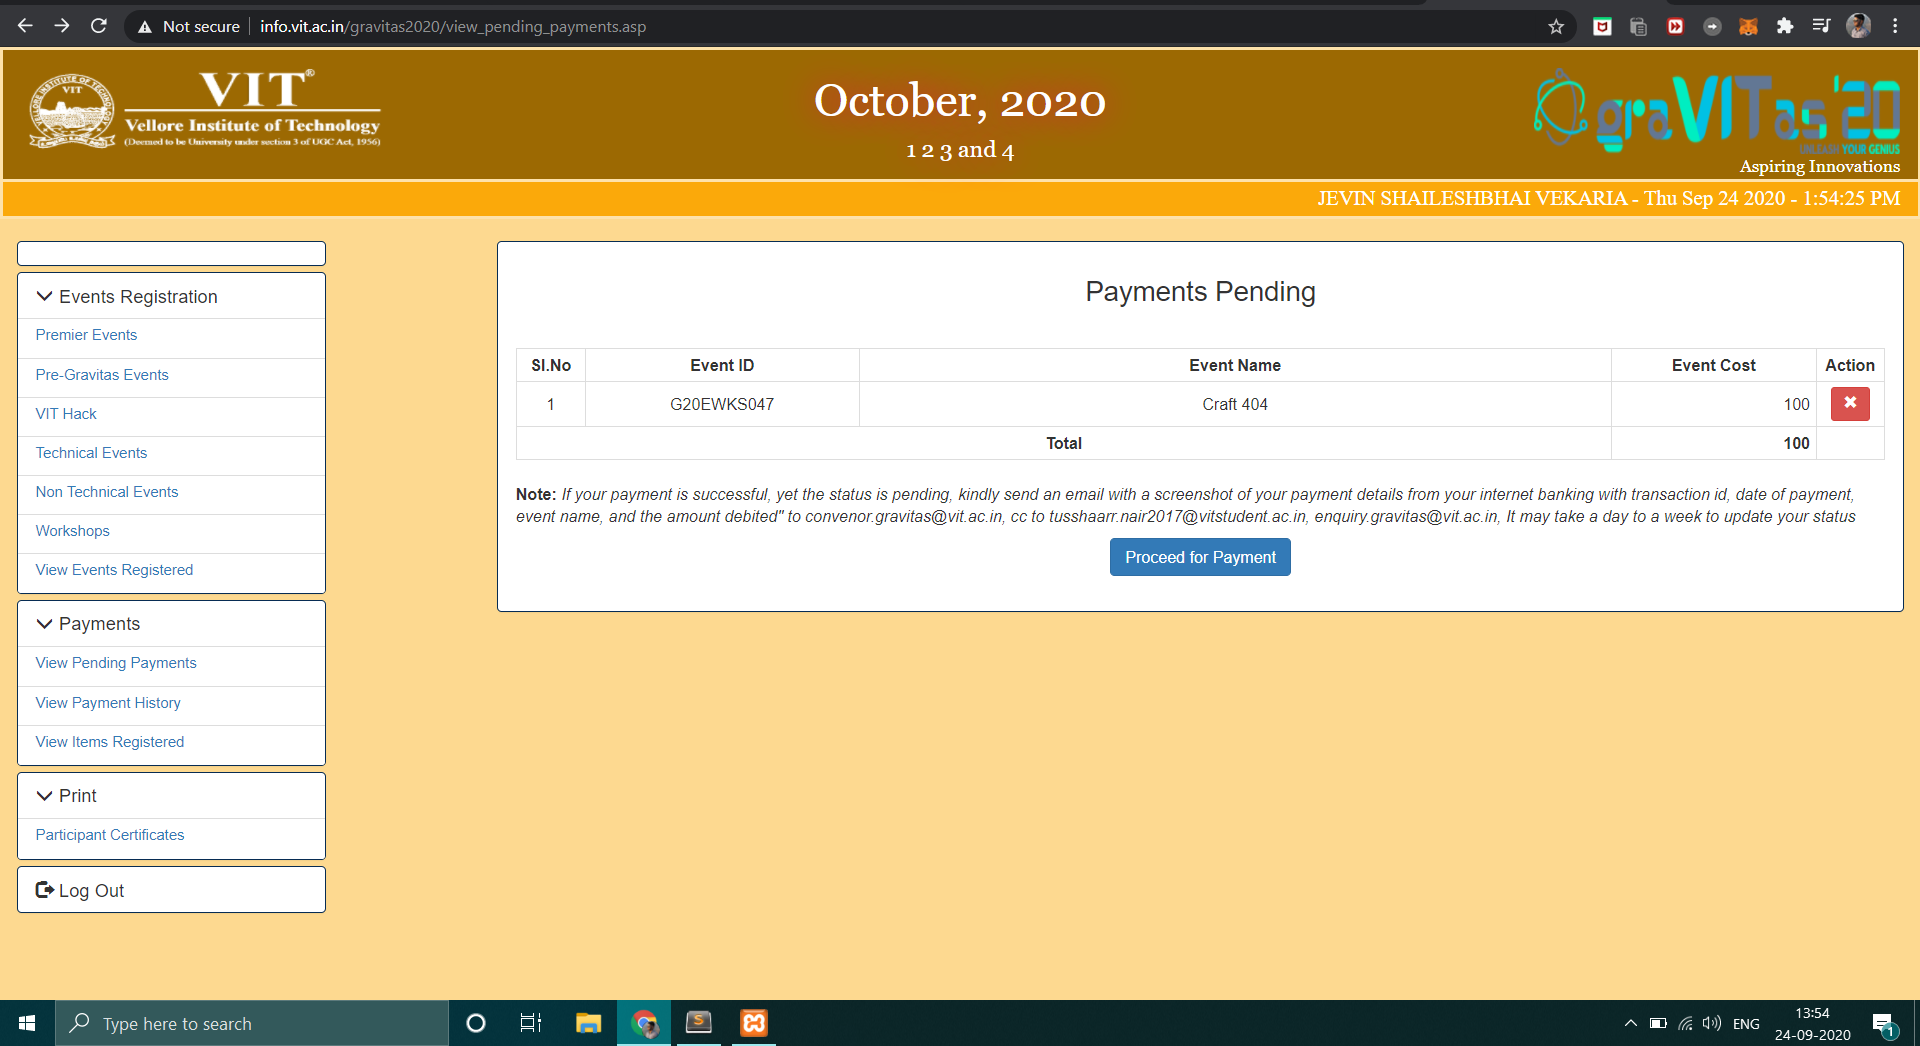 Not secure | info.vit.ac.in/gravitas2020/view_pending_payments.asp
VELLORE INSTITUTE OF TECHNOLOGY
VIT
VIT®
Vellore Institute of Technology
(Deemed to be University under section 3 of UGC Act, 1956)
October, 2020
1 2 3 and 4
graVITas '20
UNLEASH YOUR GENIUS
Aspiring Innovations
JEVIN SHAILESHBHAI VEKARIA - Thu Sep 24 2020 - 1:54:25 PM
Events Registration
Premier Events
Pre-Gravitas Events
VIT Hack
Technical Events
Non Technical Events
Workshops
View Events Registered
Payments
View Pending Payments
View Payment History
View Items Registered
Print
Participant Certificates
Log Out
Payments Pending
Sl.No Event ID Event Name Event Cost Action
1 G20EWKS047 Craft 404 100
Total 100
Note: If your payment is successful, yet the status is pending, kindly send an email with a screenshot of your payment details from your internet banking with transaction id, date of payment,
event name, and the amount debited" to convenor.gravitas@vit.ac.in, cc to tusshaarr.nair2017@vitstudent.ac.in, enquiry.gravitas@vit.ac.in, It may take a day to a week to update your status
Proceed for Payment
Type here to search
ENG
13:54
24-09-2020
1